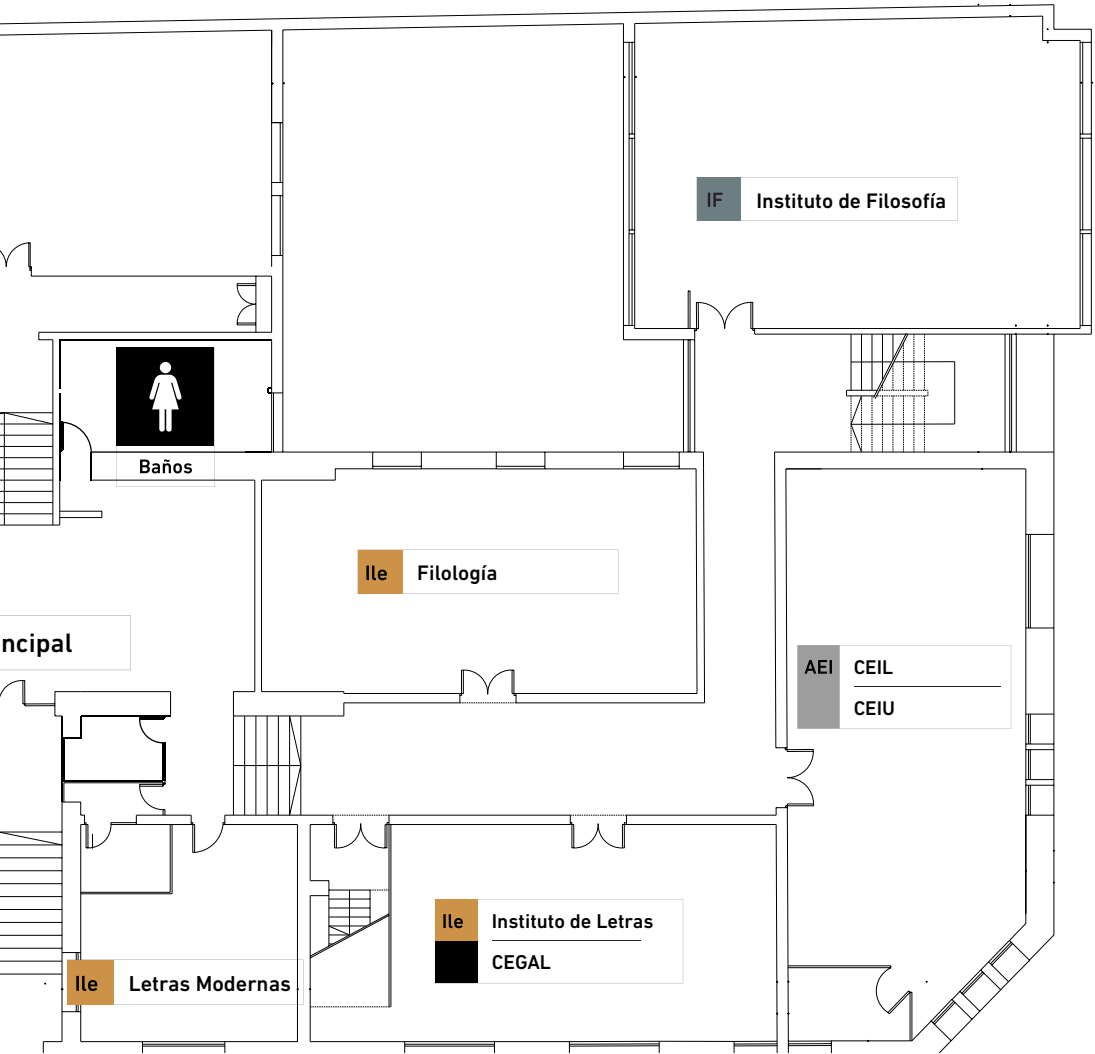 IF Instituto de Filosofía
Baños
Ile Filología
ncipal
AEI CEIL
CEIU
Ile Instituto de Letras
CEGAL
Ile Letras Modernas